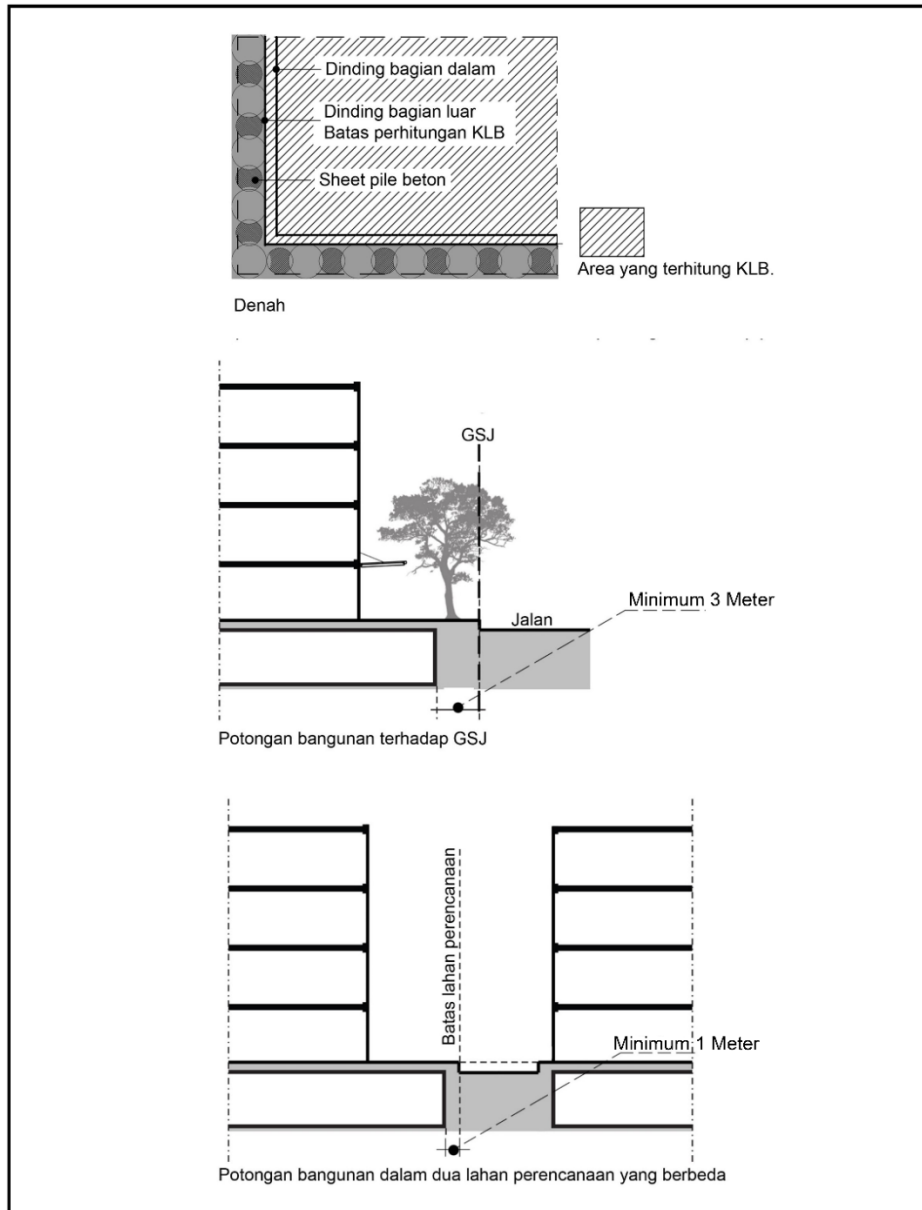 Dinding bagian dalam
Dinding bagian luar
Batas perhitungan KLB
Sheet pile beton
Area yang terhitung KLB.
Denah
GSJ
Minimum 3 Meter
Jalan
Potongan bangunan terhadap GSJ
Batas lahan perencanaan
Minimum 1 Meter
Potongan bangunan dalam dua lahan perencanaan yang berbeda